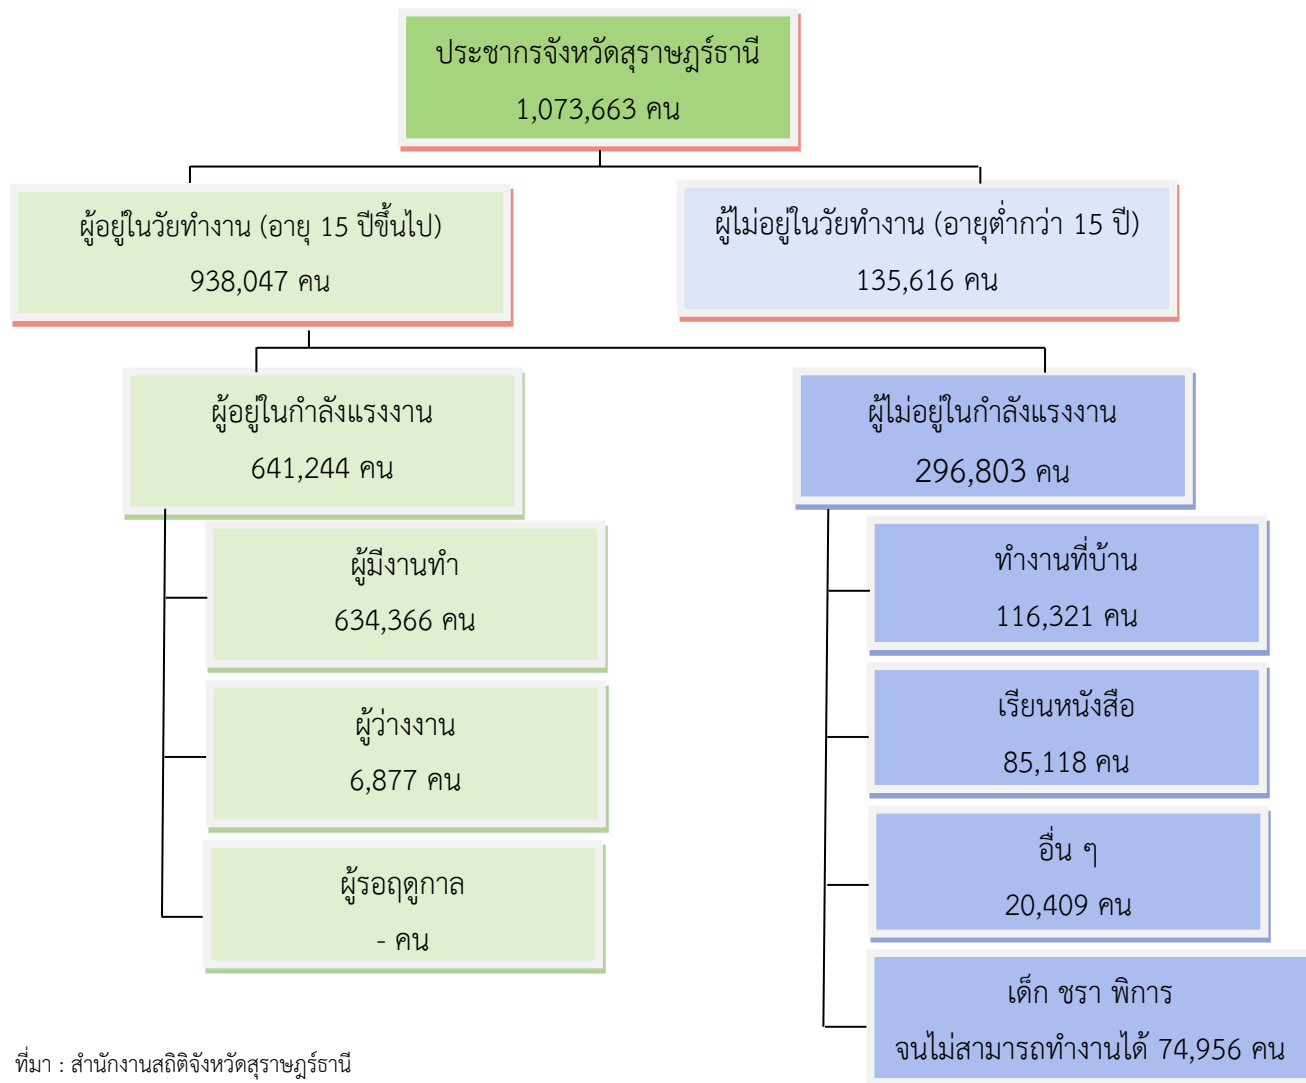 ประชากรจังหวัดสุราษฎร์ธานี
1,073,663 คน
ผู้อยู่ในวัยทำงาน (อายุ 15 ปีขึ้นไป)
938,047 คน
ผู้ไม่อยู่ในวัยทำงาน (อายุต่ำกว่า 15 ปี)
135,616 คน
ผู้อยู่ในกำลังแรงงาน
641,244 คน
ผู้มีงานทำ
634,366 คน
ผู้ว่างงาน
6,877 คน
ผู้รอฤดูกาล
- คน
ผู้ไม่อยู่ในกำลังแรงงาน
296,803 คน
ทำงานที่บ้าน
116,321 คน
เรียนหนังสือ
85,118 คน
อื่น ๆ
20,409 คน
เด็ก ชรา พิการ
จนไม่สามารถทำงานได้ 74,956 คน
ที่มา : สำนักงานสถิติจังหวัดสุราษฎร์ธานี